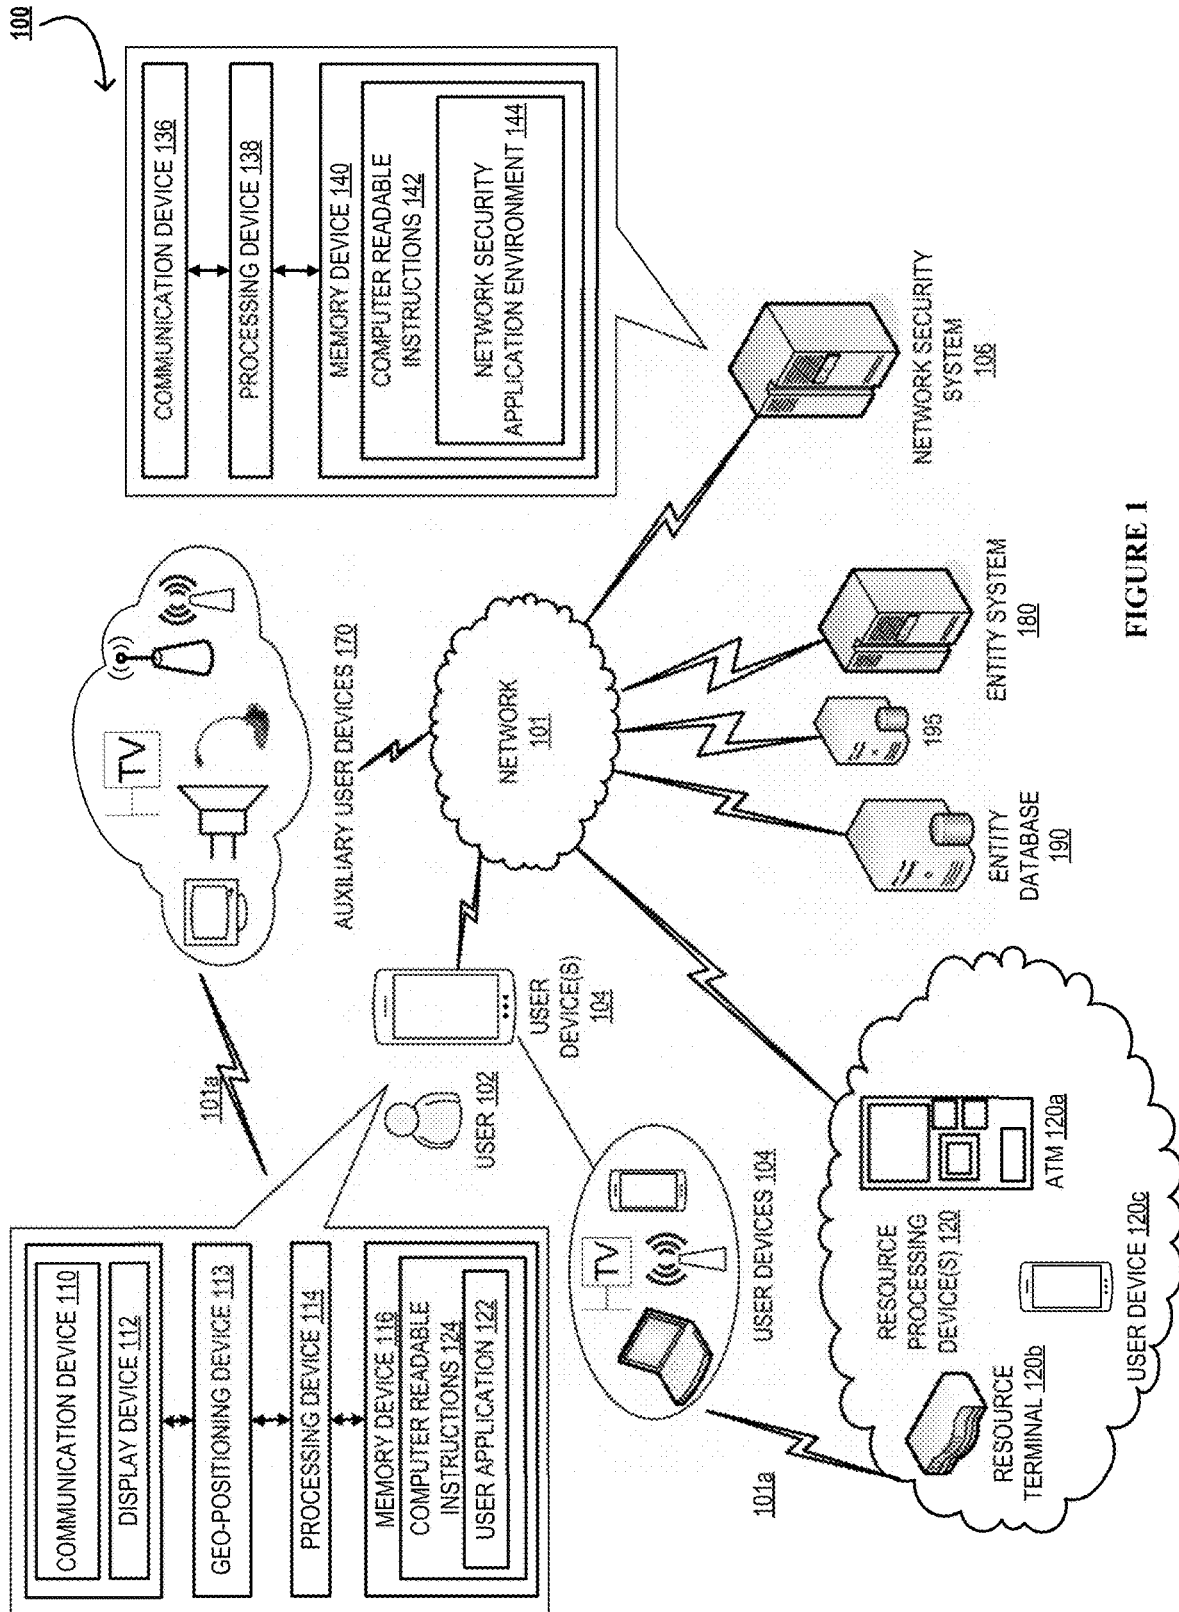 100
COMMUNICATION DEVICE 110
DISPLAY DEVICE 112
GEO-POSITIONING DEVICE 113
PROCESSING DEVICE 114
MEMORY DEVICE 116
COMPUTER READABLE
INSTRUCTIONS 124
USER APPLICATION 122
101a
TV
AUXILIARY USER DEVICES 170
COMMUNICATION DEVICE 136
PROCESSING DEVICE 138
MEMORY DEVICE 140
COMPUTER READABLE
INSTRUCTIONS 142
NETWORK SECURITY
APPLICATION ENVIRONMENT 144
USER 102
USER
DEVICE(S)
104
NETWORK
101
TV
USER DEVICES 104
101a
RESOURCE
PROCESSING
DEVICE(S) 120
ATM 120a
RESOURCE
TERMINAL 120b
USER DEVICE 120c
ENTITY
DATABASE
190
195
ENTITY SYSTEM
180
NETWORK SECURITY
SYSTEM
106
FIGURE 1